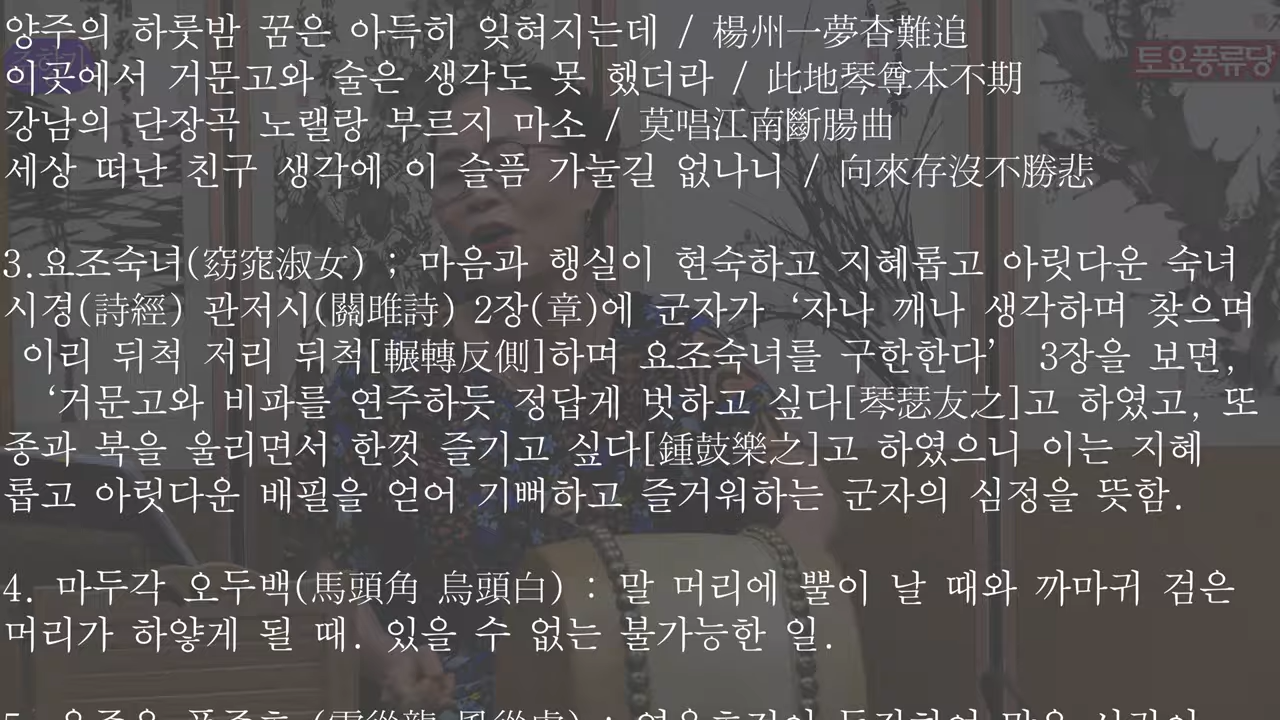 양주의 하룻밤 꿈은 아득히 잊혀지는데 / 楊州一夢杳難追
토요풍류당
이곳에서 거문고와 술은 생각도 못 했더라 / 此地琴尊本不期
강남의 단장곡 노랠랑 부르지 마소 / 莫唱江南斷腸曲
세상 떠난 친구 생각에 이 슬픔 가눌길 없나니 / 向來存沒不勝悲
3.요조숙녀(窈窕淑女) ; 마음과 행실이 현숙하고 지혜롭고 아릿다운 숙녀
시경(詩經) 관저시(關雎詩) 2장(章)에 군자가 ‘자나 깨나 생각하며 찾으며
이리 뒤척 저리 뒤척[輾轉反側]하며 요조숙녀를 구한한다’ 3장을 보면,
‘거문고와 비파를 연주하듯 정답게 벗하고 싶다[琴瑟友之]고 하였고, 또
종과 북을 울리면서 한껏 즐기고 싶다[鍾鼓樂之]고 하였으니 이는 지혜
롭고 아릿다운 배필을 얻어 기뻐하고 즐거워하는 군자의 심정을 뜻함.
4. 마두각 오두백(馬頭角 烏頭白) : 말 머리에 뿔이 날 때와 까마귀 검은
머리가 하얗게 될 때. 있을 수 없는 불가능한 일.